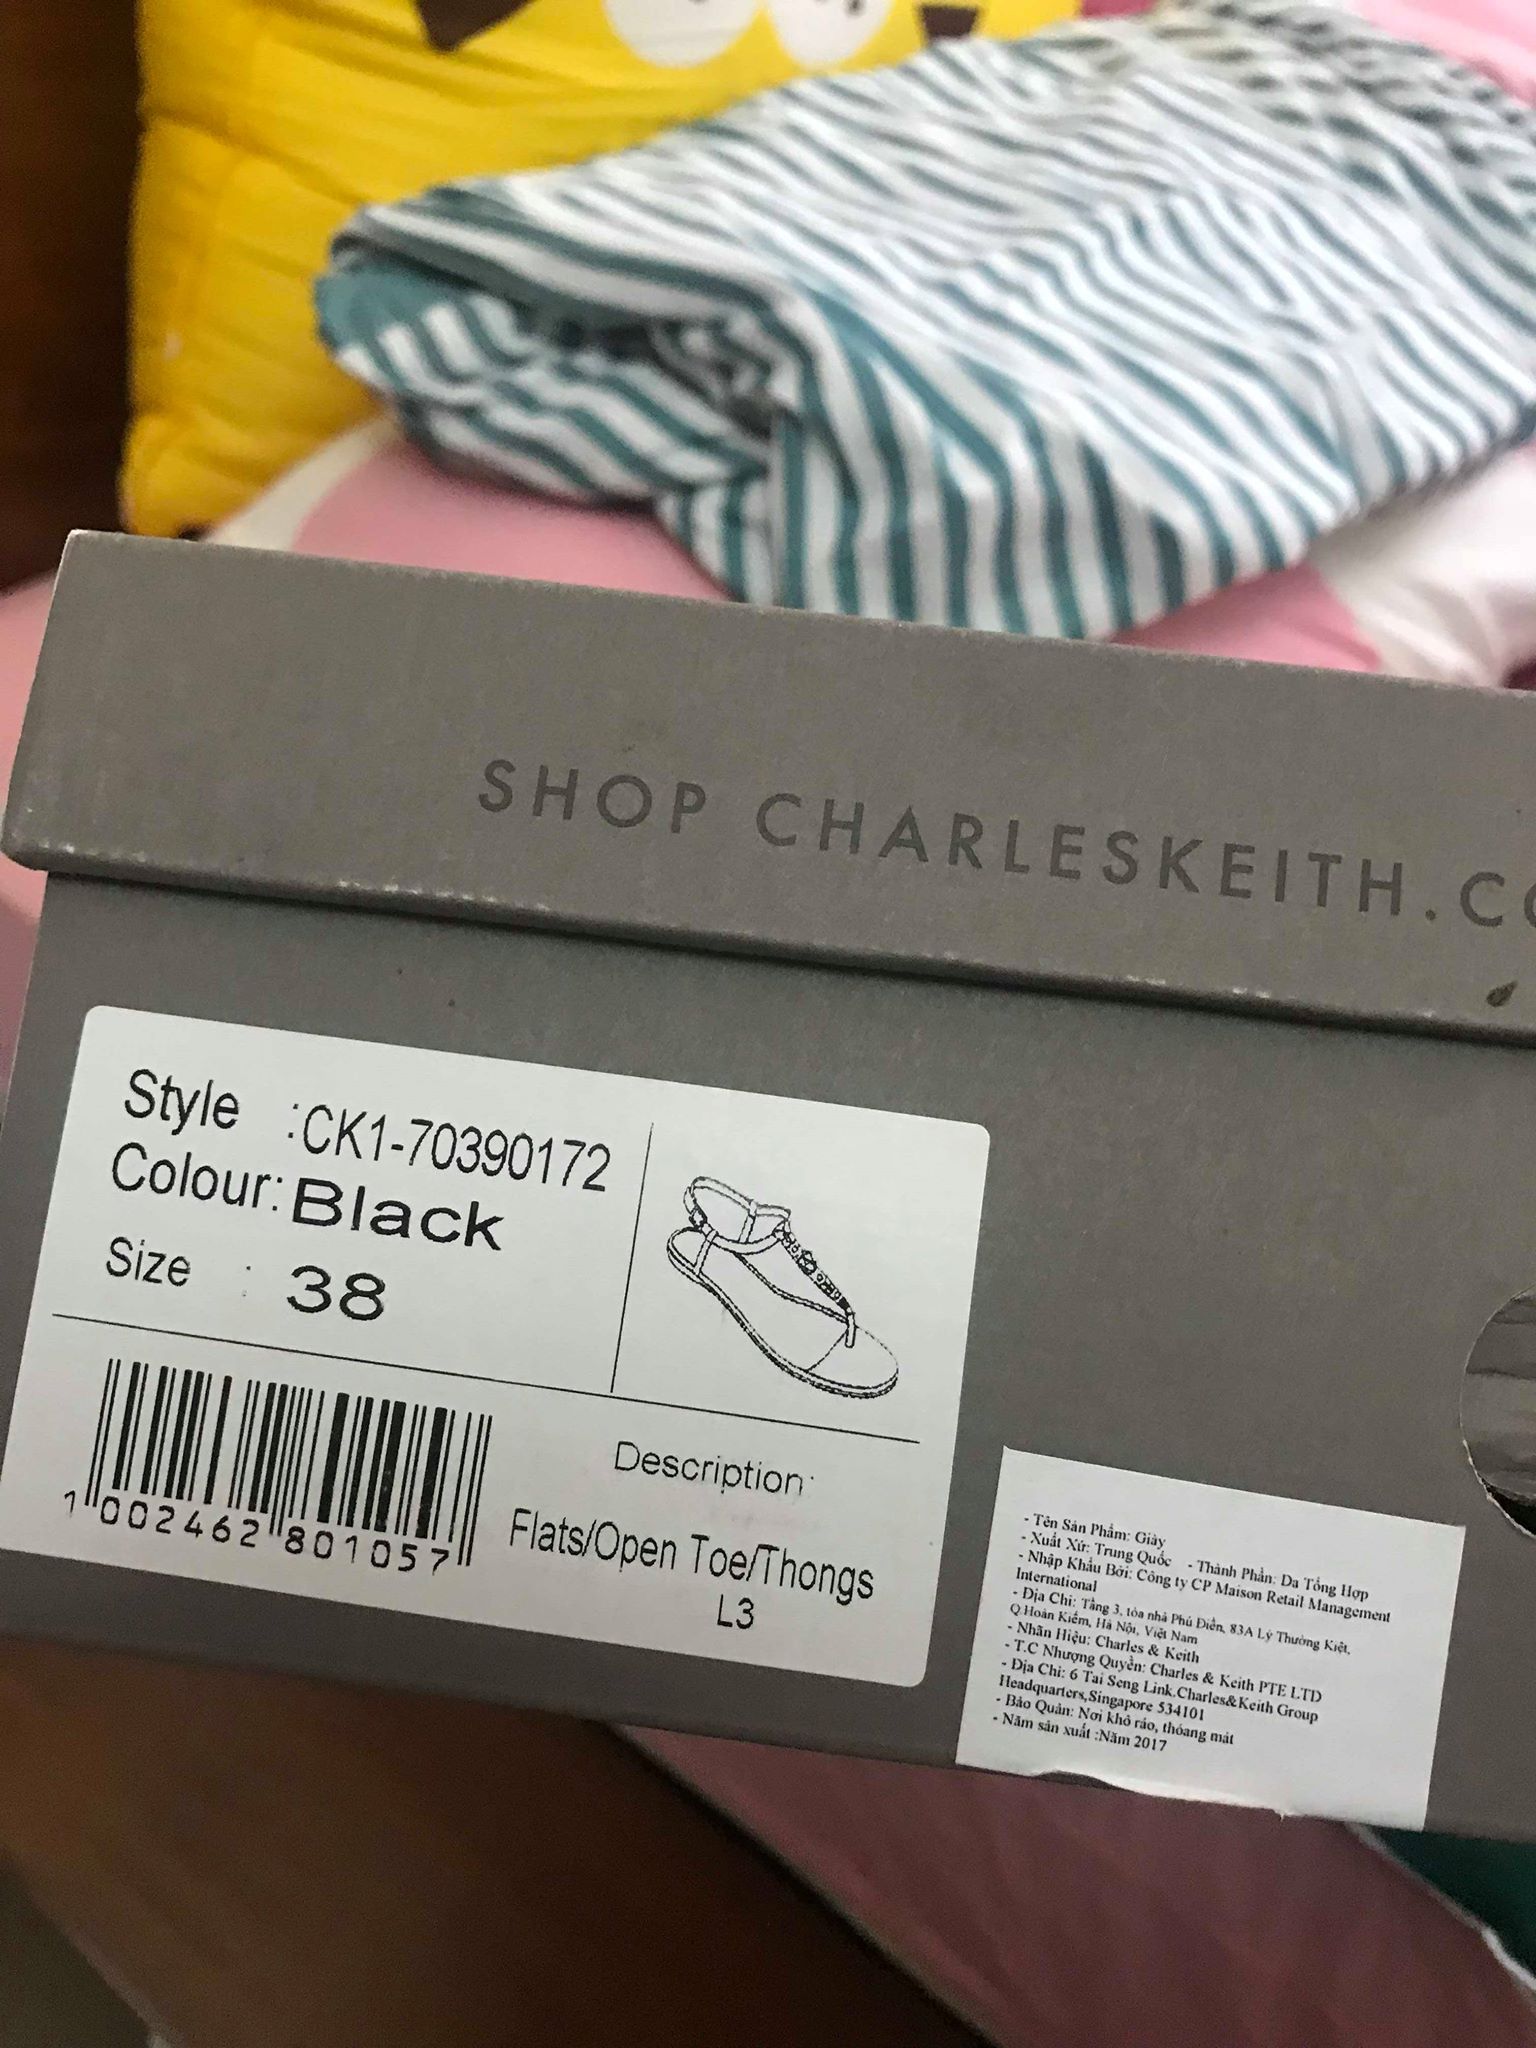 SHOP CHARLESKEITH.CO
Style :CK1-70390172
Colour: Black
Size : 38
1 002462 801057
Description:
Flats/Open Toe/Thongs
L3
- Tên Sản Phẩm: Giày
- Xuất Xứ: Trung Quốc - Thành Phần: Da Tổng Hợp
- Nhập Khẩu Bởi: Công ty CP Maison Retail Management
International
- Địa Chỉ: Tầng 3, tòa nhà Phú Điền, 83A Lý Thường Kiệt,
Q Hoàn Kiếm, Hà Nội, Việt Nam
- Nhãn Hiệu: Charles & Keith
- T.C Nhượng Quyền: Charles & Keith PTE LTD
- Địa Chỉ: 6 Tai Seng Link.Charles&Keith Group
Headquarters,Singapore 534101
- Bảo Quản: Nơi khô ráo, thóang mát
- Năm sản xuất :Năm 2017